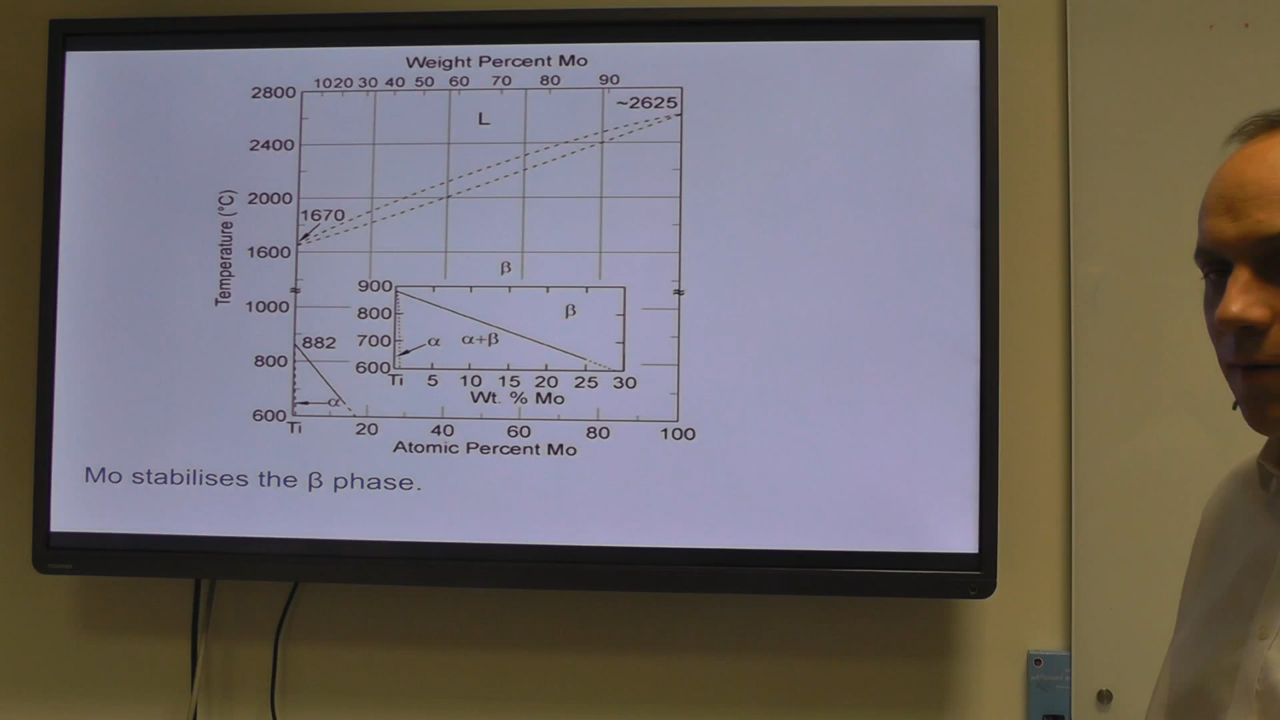 Weight Percent Mo
1020 30 40 50 60 70 80 90
2800
~2625
L
2400
Temperature (°C)
2000
1670
1600
β
900
1000
800
β
882
700
α
α+β
800
600
Ti 5 10 15 20 25 30
Wt. % Mo
α
600
Ti 20 40 60 80 100
Atomic Percent Mo
Mo stabilises the β phase.